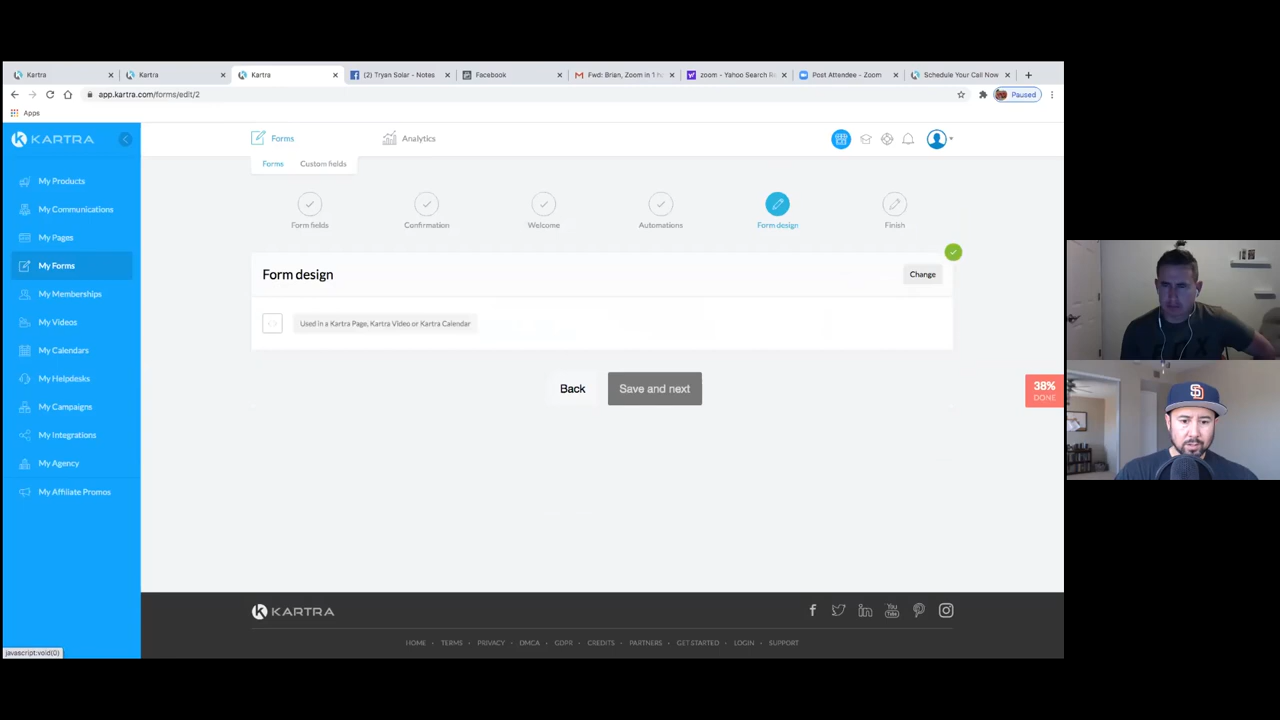 Kartra
Kartra
Kartra
(2) Tryan Solar - Notes
Facebook
Fwd: Brian, Zoom in 1 h
zoom - Yahoo Search Re
Post Attendee - Zoom
Schedule Your Call Now
app.kartra.com/forms/edit/2
Paused
Apps
KARTRA
Forms
Analytics
Forms
Custom fields
My Products
My Communications
My Pages
My Forms
My Memberships
My Videos
My Calendars
My Helpdesks
My Campaigns
My Integrations
My Agency
My Affiliate Promos
Form fields
Confirmation
Welcome
Automations
Form design
Finish
Form design
Change
Used in a Kartra Page, Kartra Video or Kartra Calendar
Back
Save and next
38%
DONE
KARTRA
HOME • TERMS • PRIVACY • DMCA • GDPR • CREDITS • PARTNERS • GET STARTED • LOGIN • SUPPORT
javascript:void(0)
SD